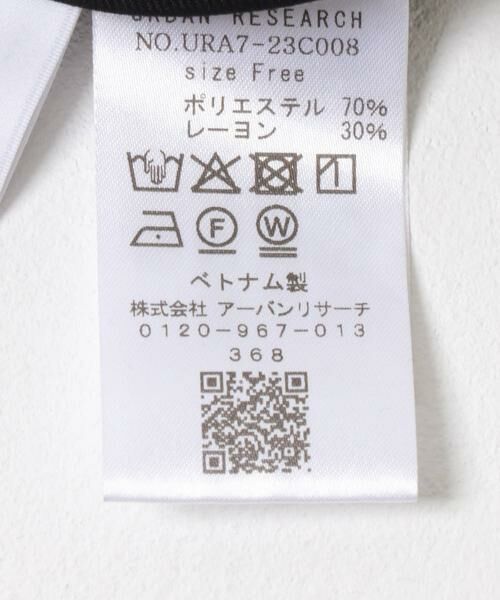 URBAN RESEARCH
NO.URA7-23C008
size Free
ポリエステル 70%
レーヨン 30%
F W
ベトナム製
株式会社 アーバンリサーチ
0120-967-013
368